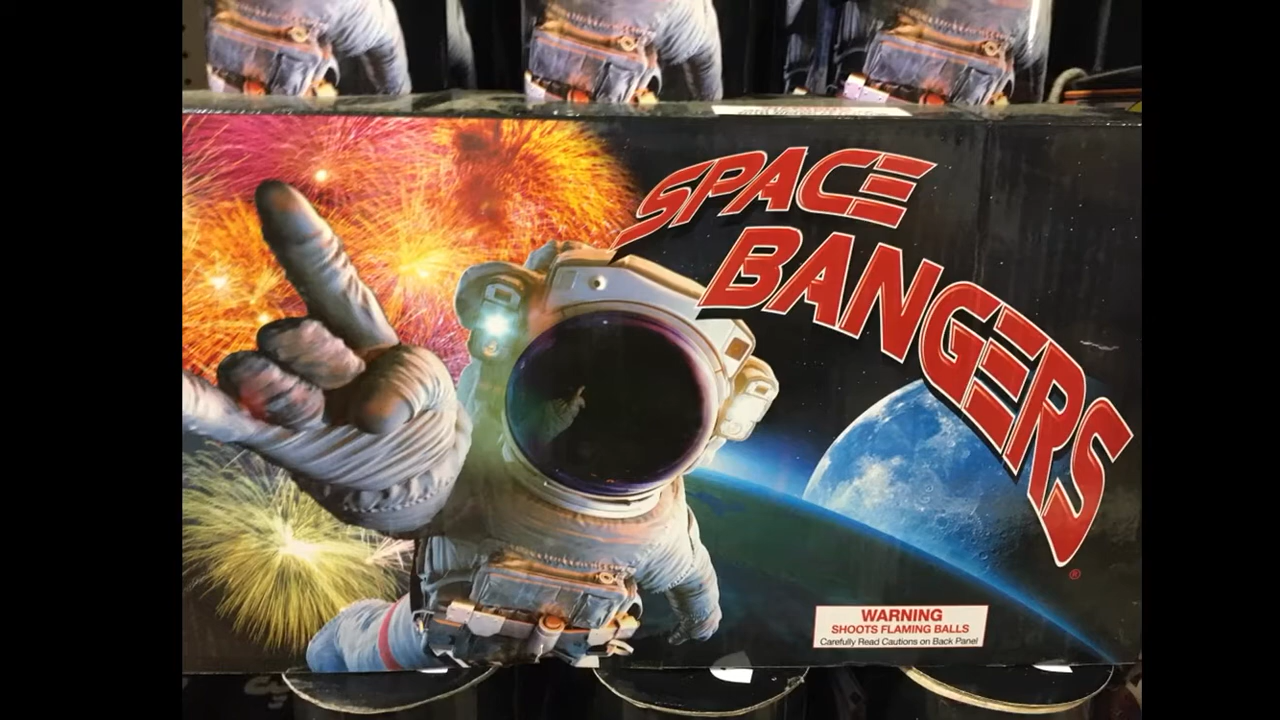 SPACE
BANGERS
®
WARNING
SHOOTS FLAMING BALLS
Carefully Read Cautions on Back Panel